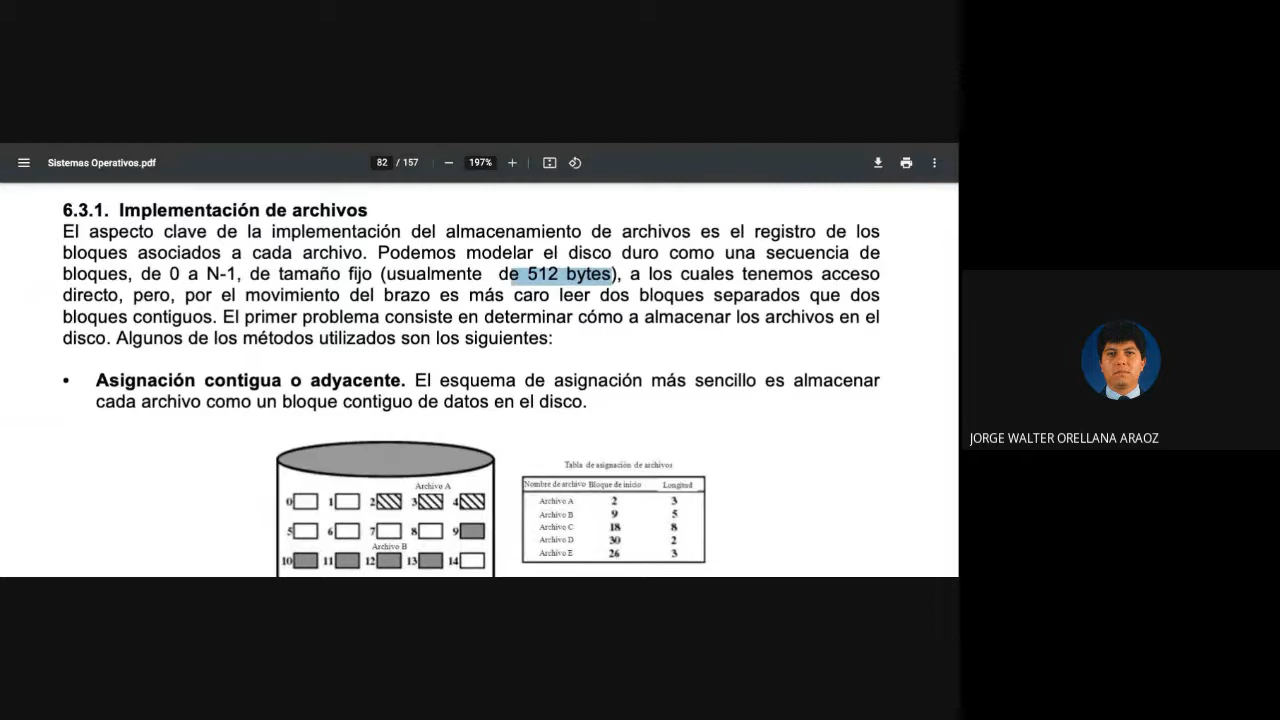 Sistemas Operativos.pdf
82 / 157
197%
6.3.1. Implementación de archivos
El aspecto clave de la implementación del almacenamiento de archivos es el registro de los
bloques asociados a cada archivo. Podemos modelar el disco duro como una secuencia de
bloques, de 0 a N-1, de tamaño fijo (usualmente de 512 bytes), a los cuales tenemos acceso
directo, pero, por el movimiento del brazo es más caro leer dos bloques separados que dos
bloques contiguos. El primer problema consiste en determinar cómo a almacenar los archivos en el
disco. Algunos de los métodos utilizados son los siguientes:
• Asignación contigua o adyacente. El esquema de asignación más sencillo es almacenar
cada archivo como un bloque contiguo de datos en el disco.
Archivo A
0 1 2 3 4
5 6 7 8 9
Archivo B
10 11 12 13 14
Tabla de asignación de archivos
Nombre de archivo Bloque de inicio Longitud
Archivo A 2 3
Archivo B 9 5
Archivo C 18 8
Archivo D 30 2
Archivo E 26 3
JORGE WALTER ORELLANA ARAOZ